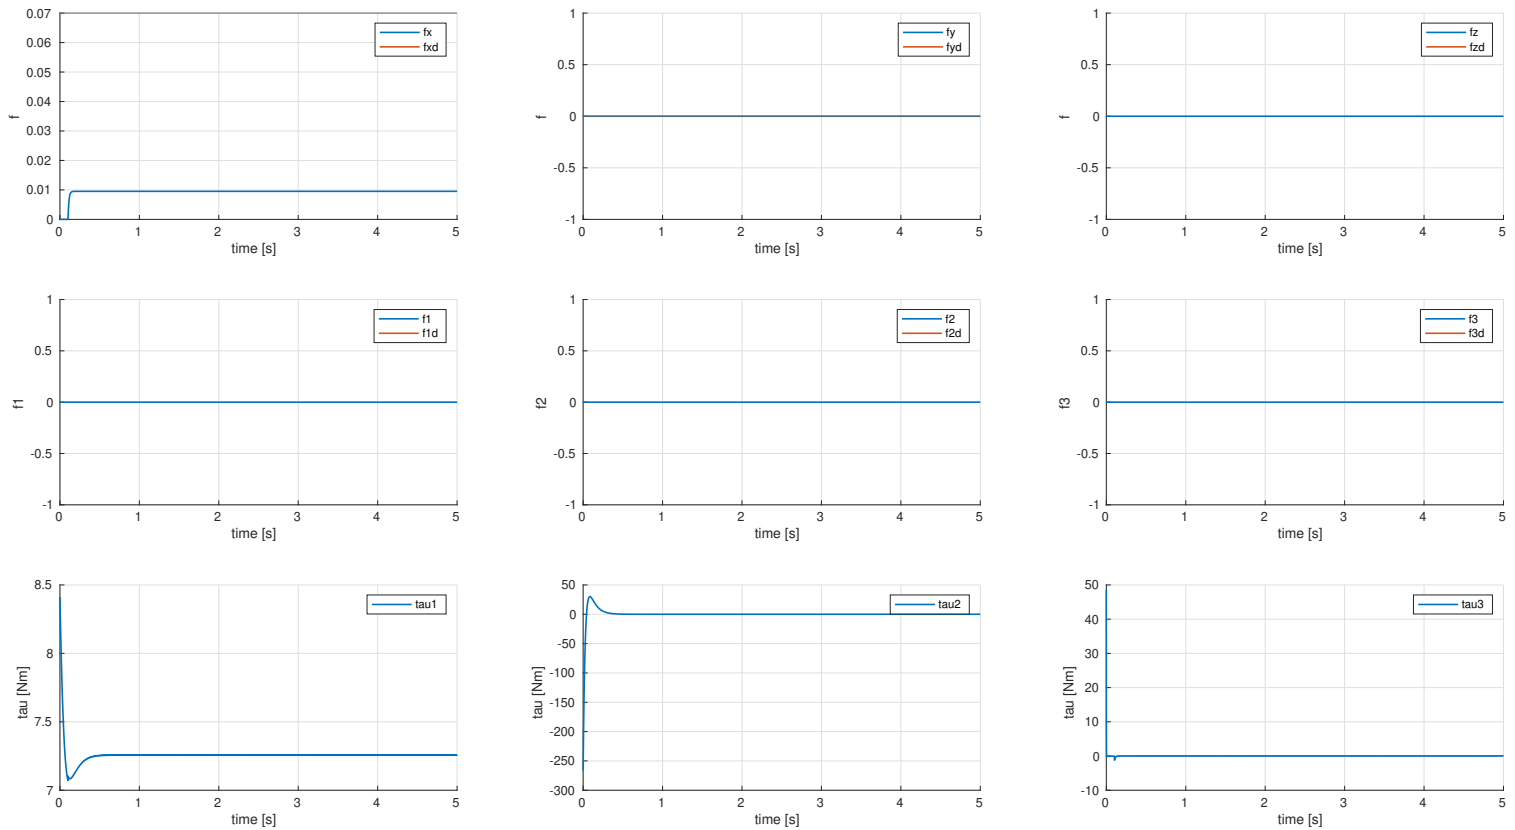 0.07
0.06
0.05
0.04
0.03
0.02
0.01
0
f
0 1 2 3 4 5
time [s]
fx
fxd
1
0.5
0
-0.5
-1
f
0 1 2 3 4 5
time [s]
fy
fyd
1
0.5
0
-0.5
-1
f
0 1 2 3 4 5
time [s]
fz
fzd
1
0.5
0
-0.5
-1
f1
0 1 2 3 4 5
time [s]
f1
f1d
1
0.5
0
-0.5
-1
f2
0 1 2 3 4 5
time [s]
f2
f2d
1
0.5
0
-0.5
-1
f3
0 1 2 3 4 5
time [s]
f3
f3d
8.5
8
7.5
7
tau [Nm]
0 1 2 3 4 5
time [s]
tau1
50
0
-50
-100
-150
-200
-250
-300
tau [Nm]
0 1 2 3 4 5
time [s]
tau2
50
40
30
20
10
0
-10
tau [Nm]
0 1 2 3 4 5
time [s]
tau3